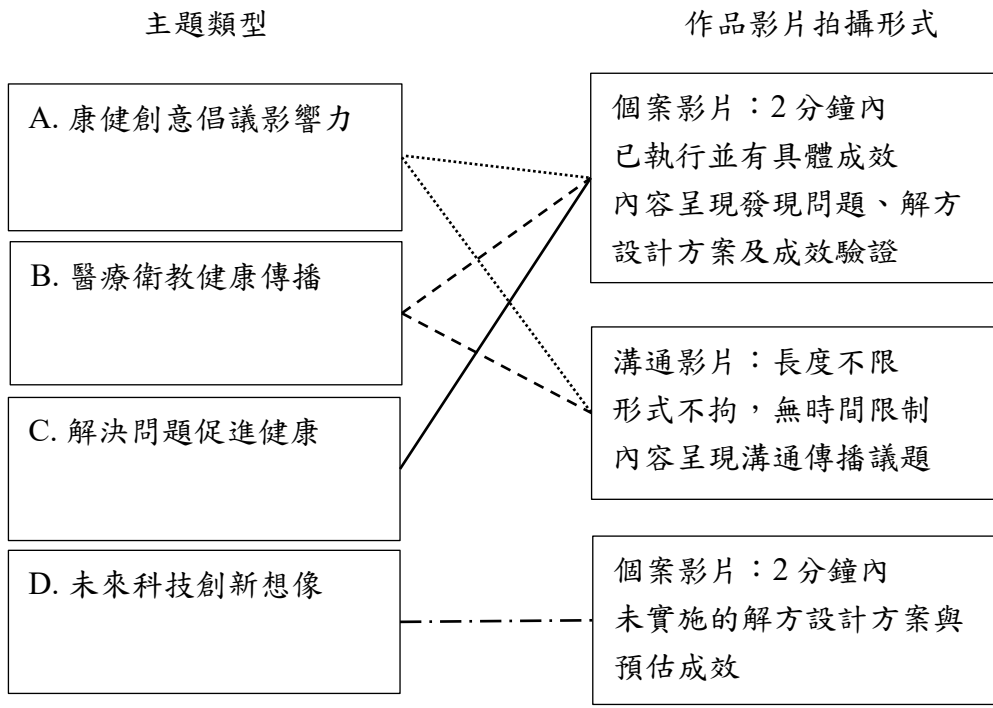 主題類型
作品影片拍攝形式
A. 康健創意倡議影響力
B. 醫療衛教健康傳播
C. 解決問題促進健康
D. 未來科技創新想像
個案影片：2 分鐘內
已執行並有具體成效
內容呈現發現問題、解方
設計方案及成效驗證
溝通影片：長度不限
形式不拘，無時間限制
內容呈現溝通傳播議題
個案影片：2 分鐘內
未實施的解方設計方案與
預估成效